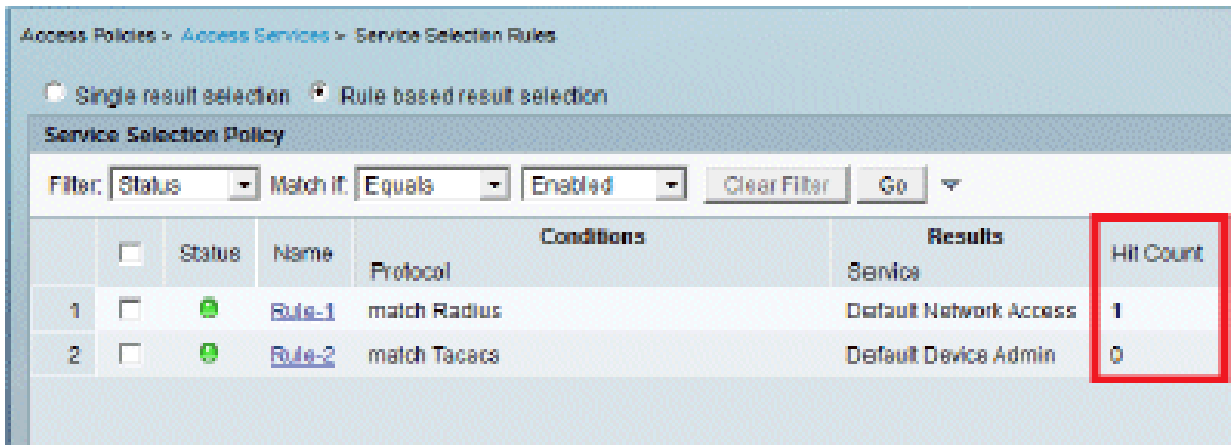 Access Policies > Access Services > Service Selection Rules
Single result selection Rule based result selection
Service Selection Policy
Filter: Status Match if: Equals Enabled Clear Filter Go
Status Name Conditions Results Hit Count
Protocol Service
1 Rule-1 match Radius Default Network Access 1
2 Rule-2 match Tacacs Default Device Admin 0